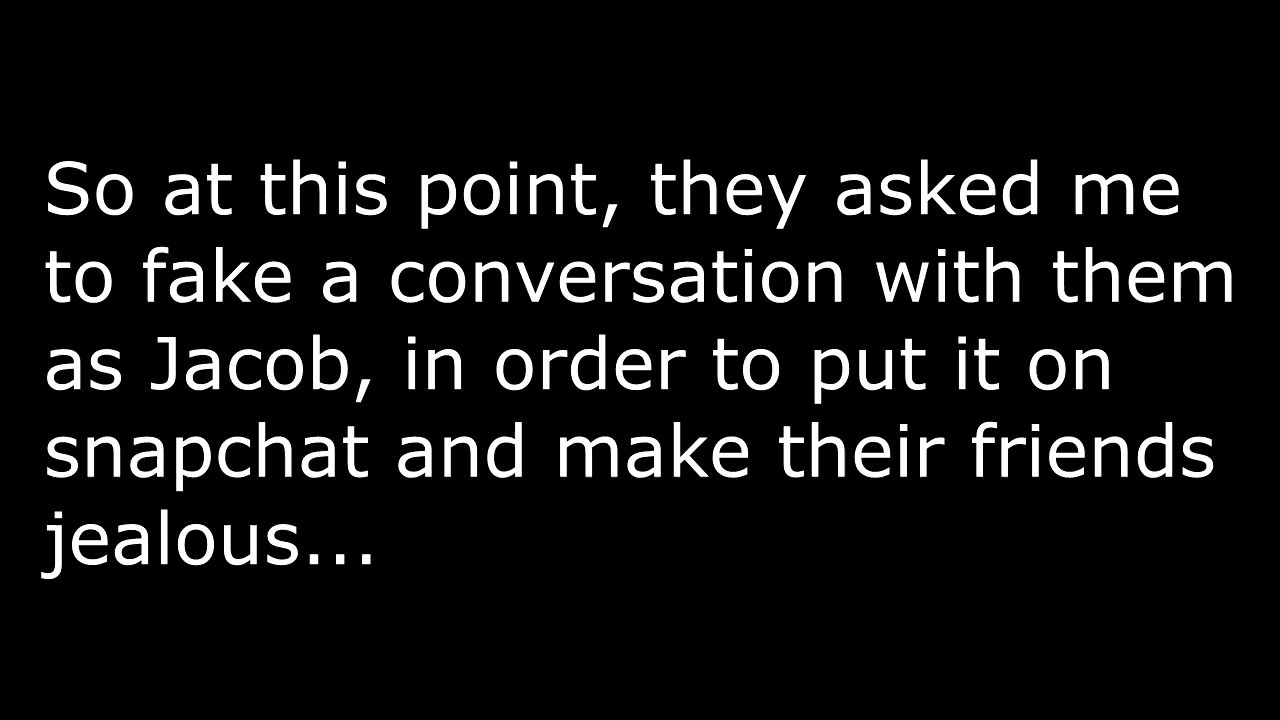 So at this point, they asked me
to fake a conversation with them
as Jacob, in order to put it on
snapchat and make their friends
jealous...